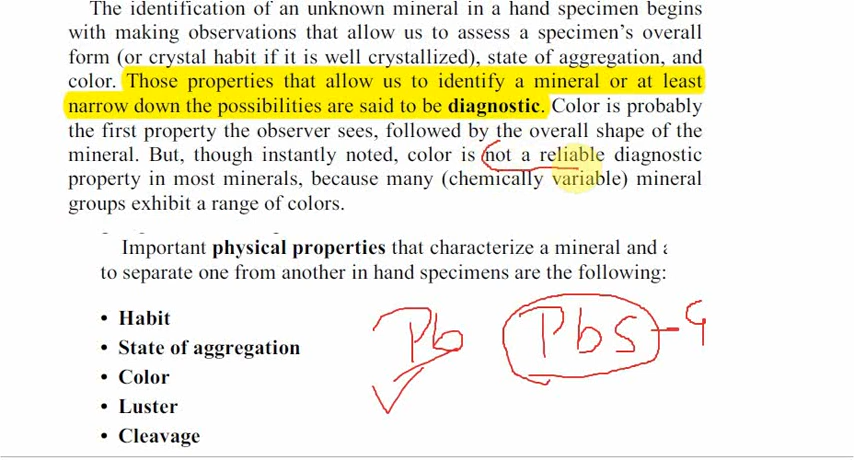 The identification of an unknown mineral in a hand specimen begins
with making observations that allow us to assess a specimen's overall
form (or crystal habit if it is well crystallized), state of aggregation, and
color. Those properties that allow us to identify a mineral or at least
narrow down the possibilities are said to be diagnostic. Color is probably
the first property the observer sees, followed by the overall shape of the
mineral. But, though instantly noted, color is not a reliable diagnostic
property in most minerals, because many (chemically variable) mineral
groups exhibit a range of colors.
Important physical properties that characterize a mineral and
to separate one from another in hand specimens are the following:
• Habit
• State of aggregation
• Color
• Luster
• Cleavage
Pb
PbS - G